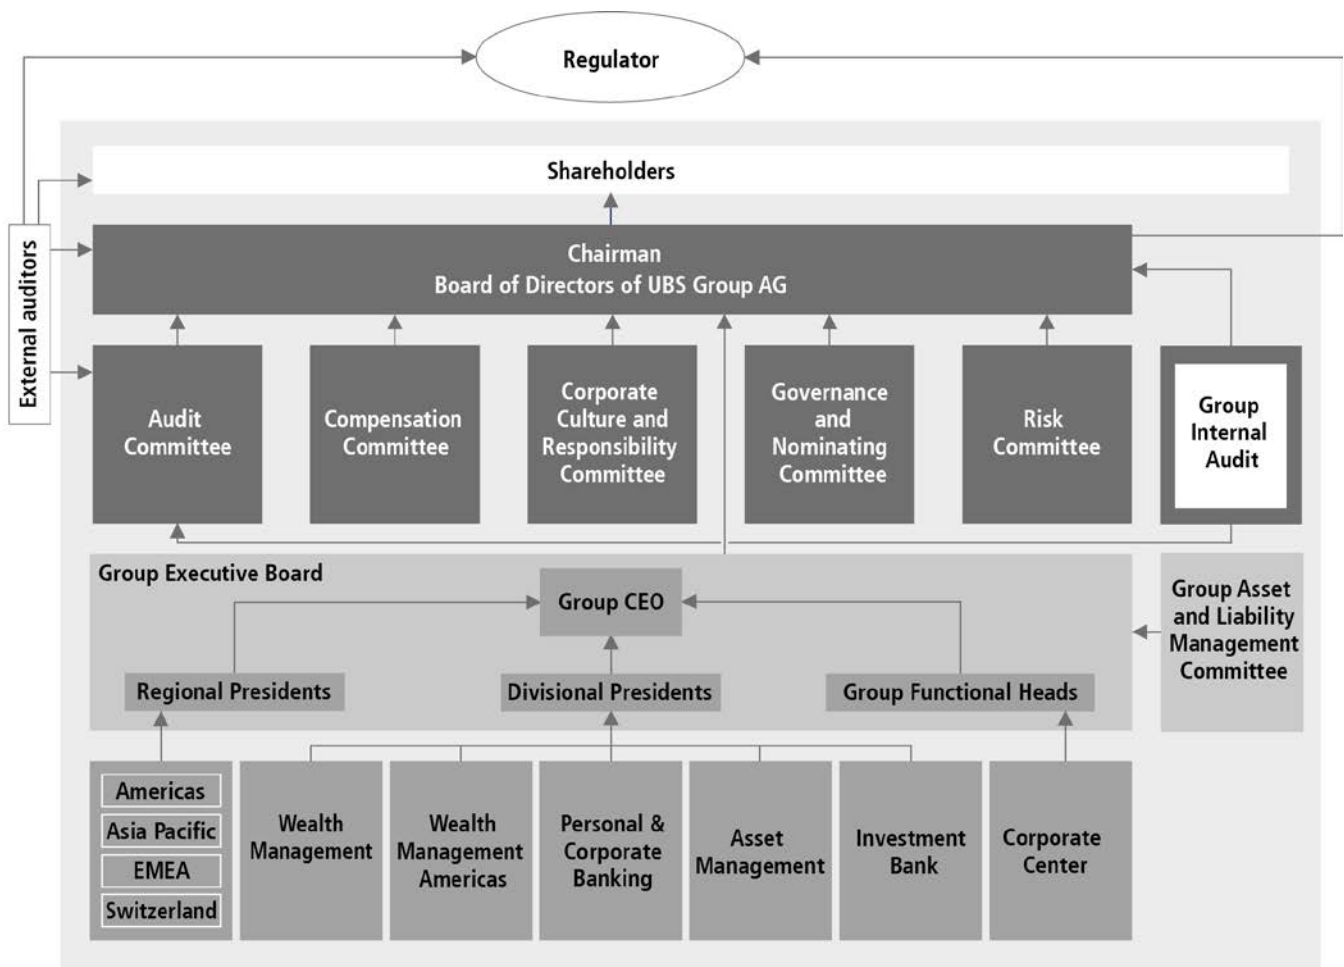 Regulator
Shareholders
External auditors
Chairman
Board of Directors of UBS Group AG
Audit
Committee
Compensation
Committee
Corporate
Culture and
Responsibility
Committee
Governance
and
Nominating
Committee
Risk
Committee
Group
Internal
Audit
Group Executive Board
Group CEO
Group Asset
and Liability
Management
Committee
Regional Presidents
Divisional Presidents
Group Functional Heads
Americas
Asia Pacific
EMEA
Switzerland
Wealth
Management
Wealth
Management
Americas
Personal &
Corporate
Banking
Asset
Management
Investment
Bank
Corporate
Center